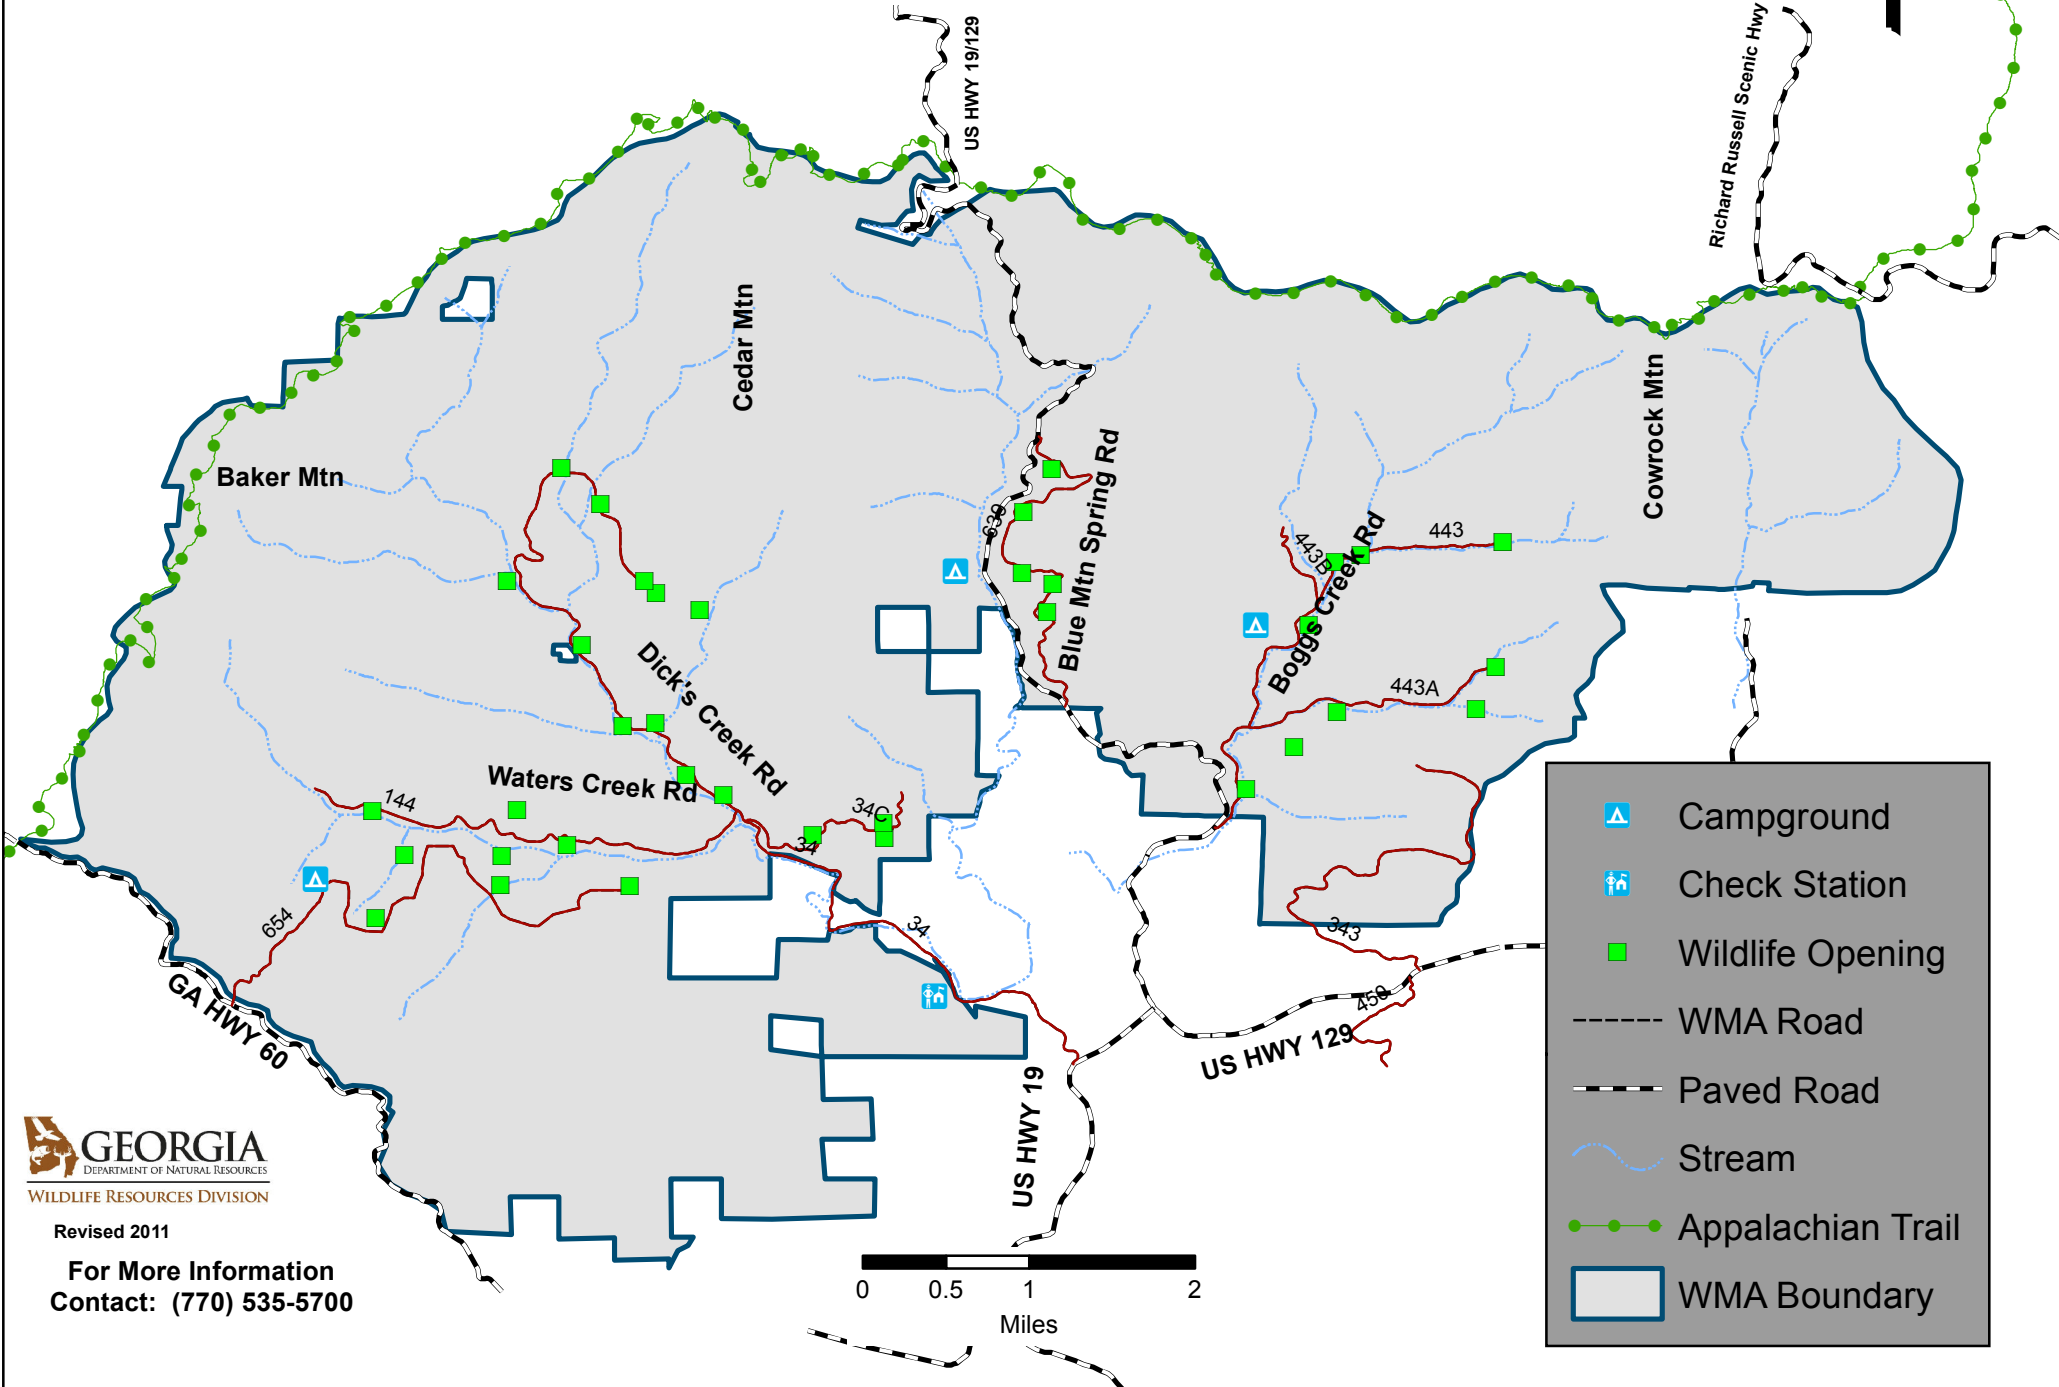 US HWY 19/129
Richard Russell Scenic Hwy
Cedar Mtn
Cowrock Mtn
Baker Mtn
639
Blue Mtn Spring Rd
443B
Boggs Creek Rd
443
443A
Dick's Creek Rd
Waters Creek Rd
144
34C
34
654
34
343
450
GA HWY 60
US HWY 129
US HWY 19
Campground
Check Station
Wildlife Opening
WMA Road
Paved Road
Stream
Appalachian Trail
WMA Boundary
GEORGIA
DEPARTMENT OF NATURAL RESOURCES
WILDLIFE RESOURCES DIVISION
Revised 2011
For More Information
Contact: (770) 535-5700
0 0.5 1 2
Miles